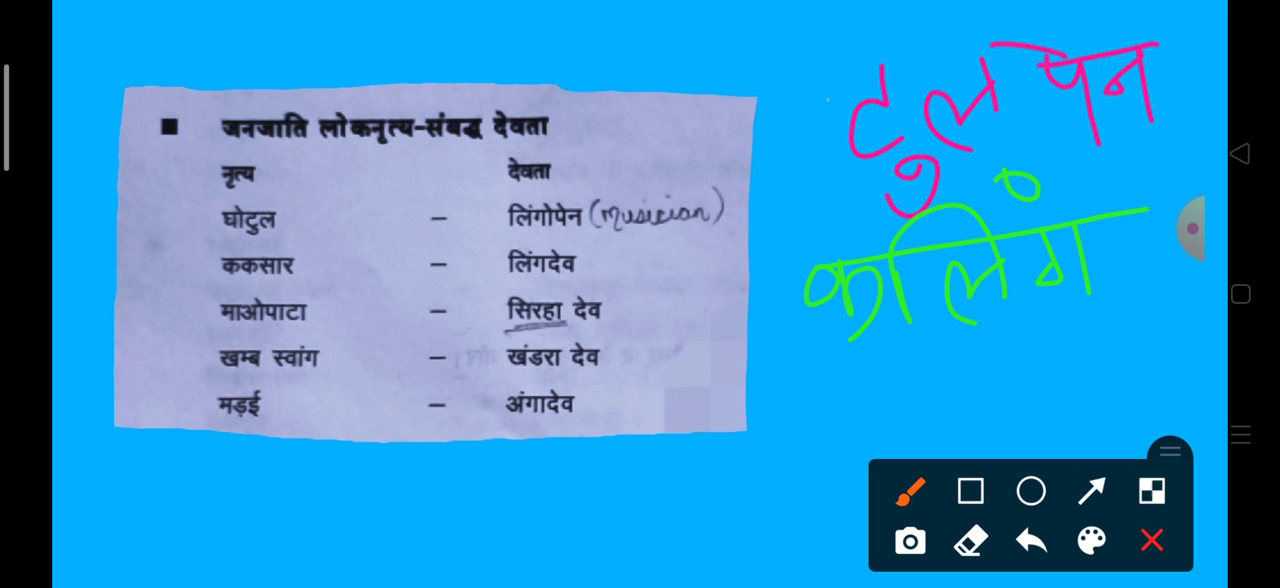 ■ जनजाति लोकनृत्य-संबद्ध देवता
नृत्य देवता
घोटुल – लिंगोपेन (Musician)
ककसार – लिंगदेव
माओपाटा – सिरहा देव
खम्ब स्वांग – खंडरा देव
मड़ई – अंगादेव
टुल पेन
कलिंग